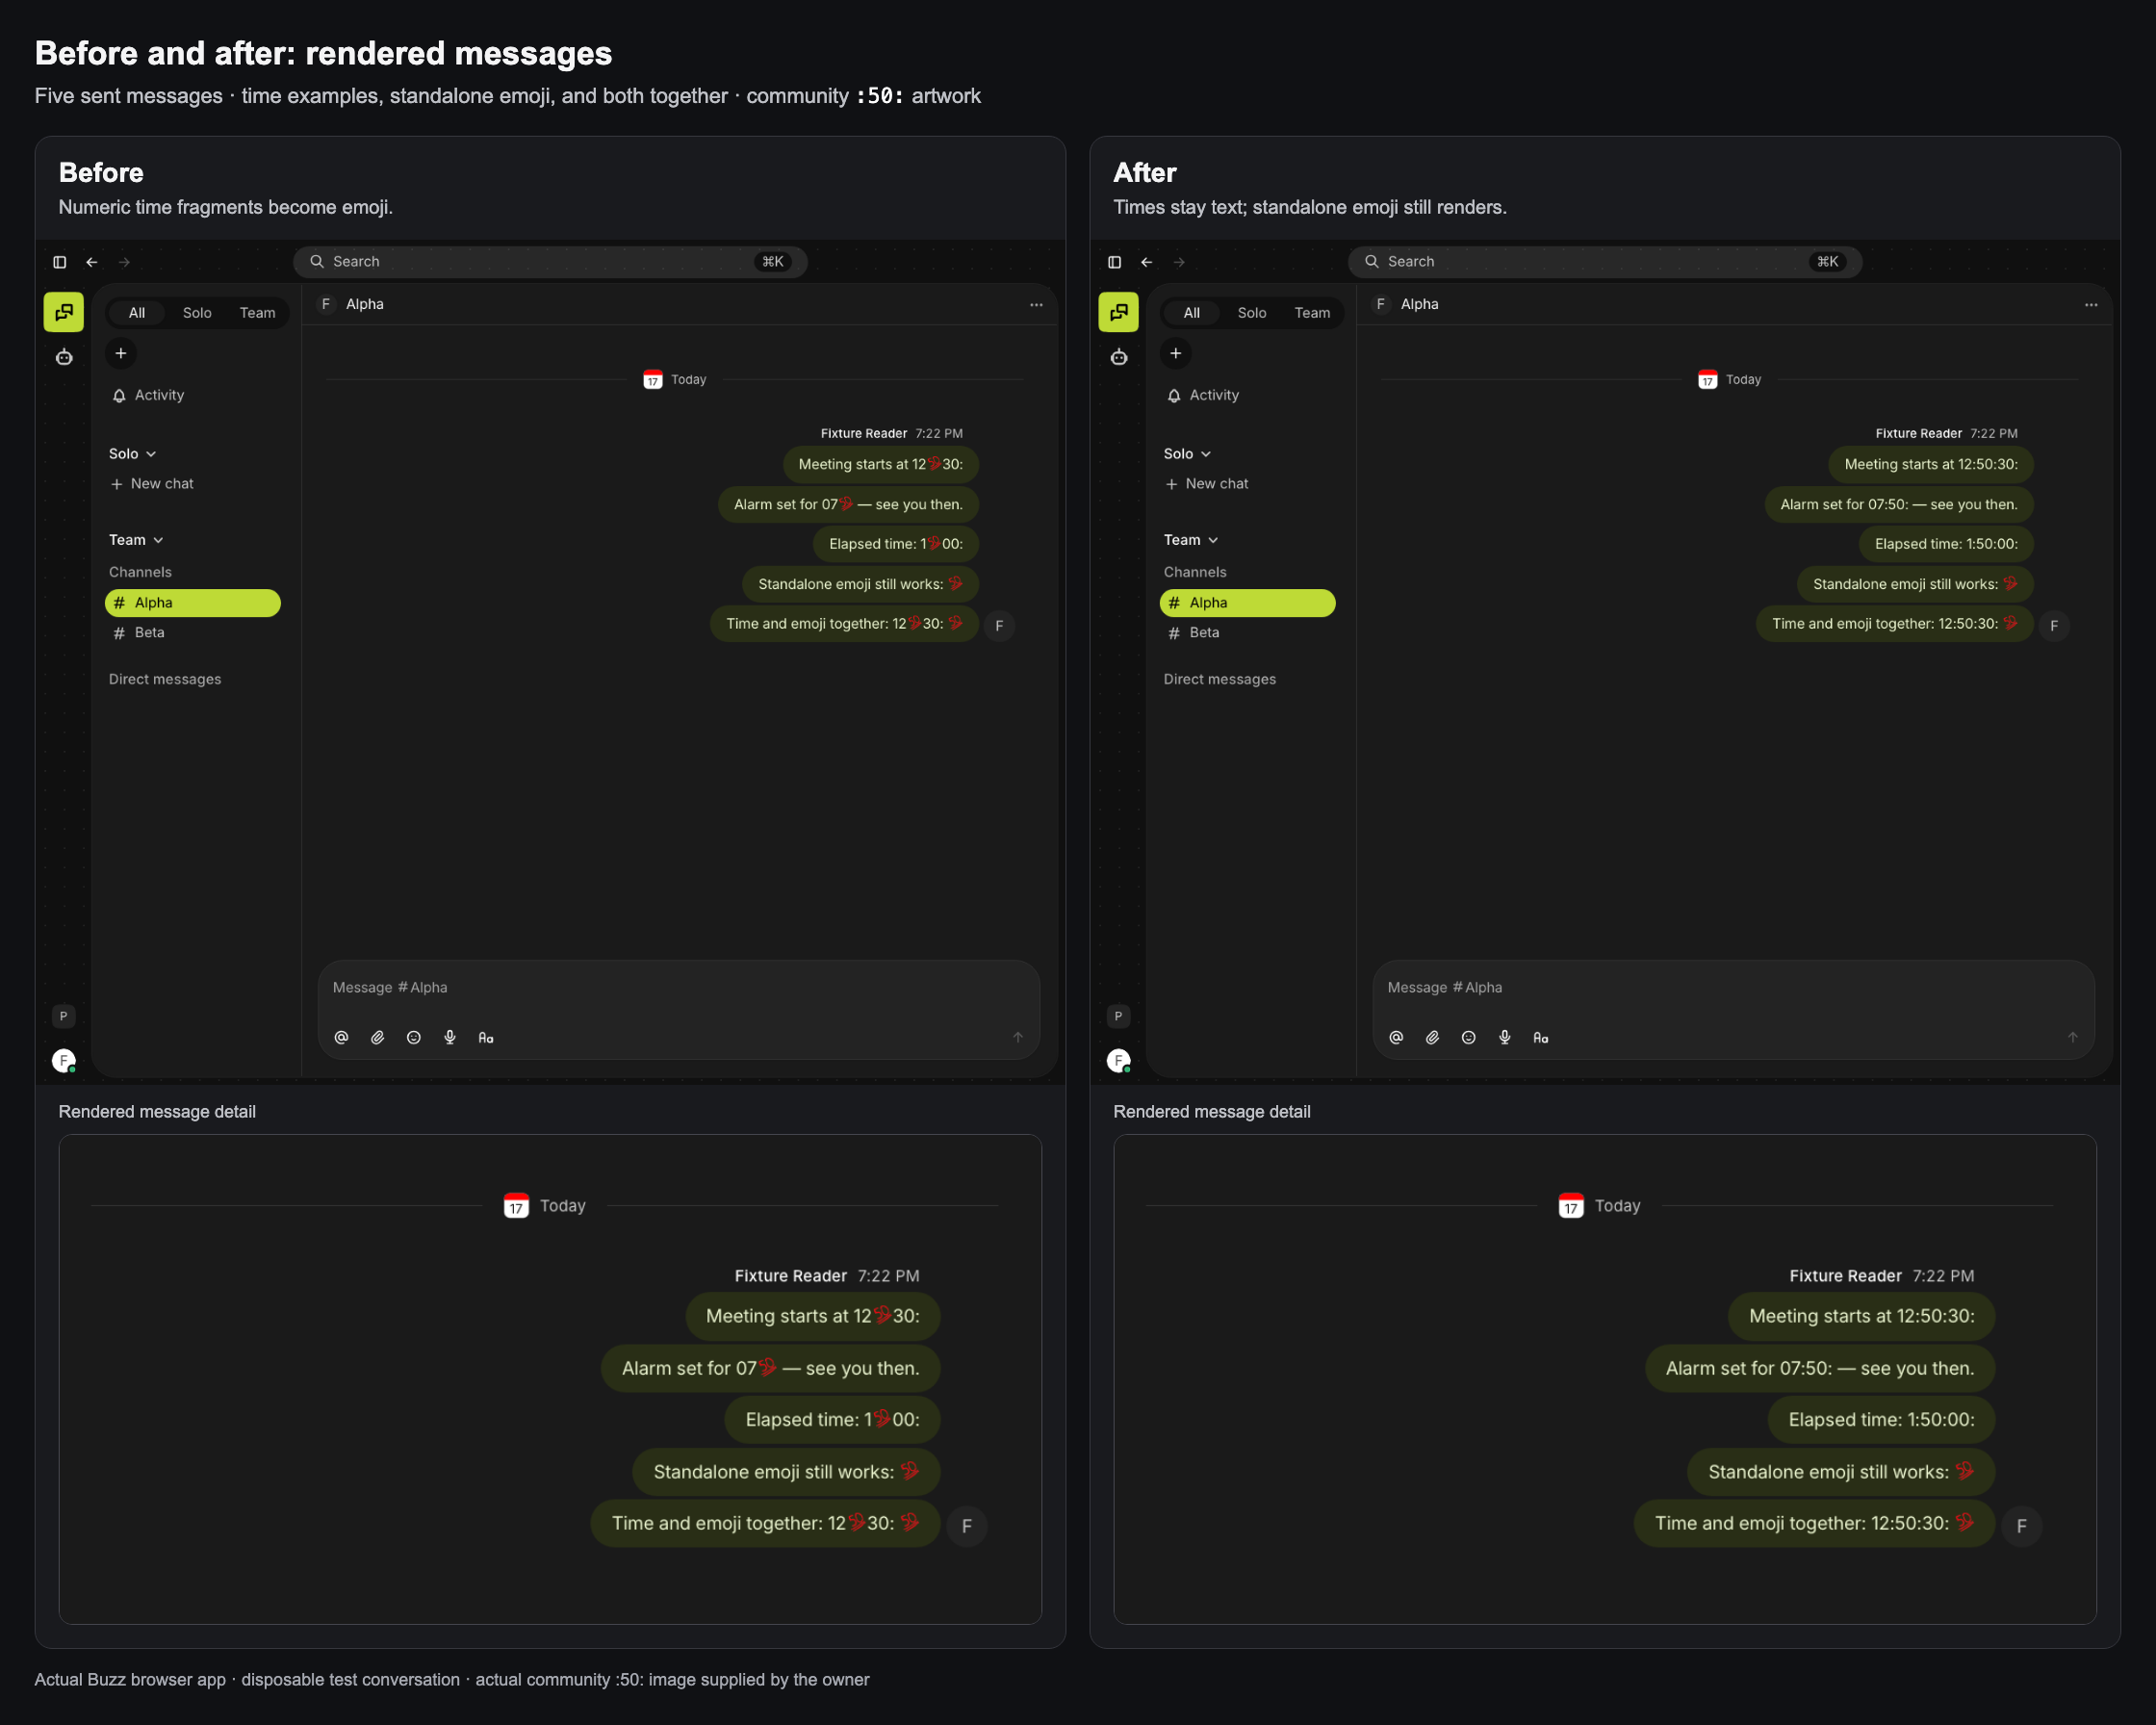 Before and after: rendered messages
Five sent messages · time examples, standalone emoji, and both together · community :50: artwork
Before
Numeric time fragments become emoji.
Search
⌘K
All Solo Team
F Alpha
17 Today
Activity
Fixture Reader 7:22 PM
Solo
Meeting starts at 12 30:
New chat
Alarm set for 07 — see you then.
Team
Elapsed time: 1 00:
Channels
Standalone emoji still works:
# Alpha
Time and emoji together: 12 30:
F
# Beta
Direct messages
Message #Alpha
Aa
P
F
Rendered message detail
17 Today
Fixture Reader 7:22 PM
Meeting starts at 12 30:
Alarm set for 07 — see you then.
Elapsed time: 1 00:
Standalone emoji still works:
Time and emoji together: 12 30:
F
After
Times stay text; standalone emoji still renders.
Search
⌘K
All Solo Team
F Alpha
17 Today
Activity
Fixture Reader 7:22 PM
Solo
Meeting starts at 12:50:30:
New chat
Alarm set for 07:50: — see you then.
Team
Elapsed time: 1:50:00:
Channels
Standalone emoji still works:
# Alpha
Time and emoji together: 12:50:30:
F
# Beta
Direct messages
Message #Alpha
Aa
P
F
Rendered message detail
17 Today
Fixture Reader 7:22 PM
Meeting starts at 12:50:30:
Alarm set for 07:50: — see you then.
Elapsed time: 1:50:00:
Standalone emoji still works:
Time and emoji together: 12:50:30:
F
Actual Buzz browser app · disposable test conversation · actual community :50: image supplied by the owner